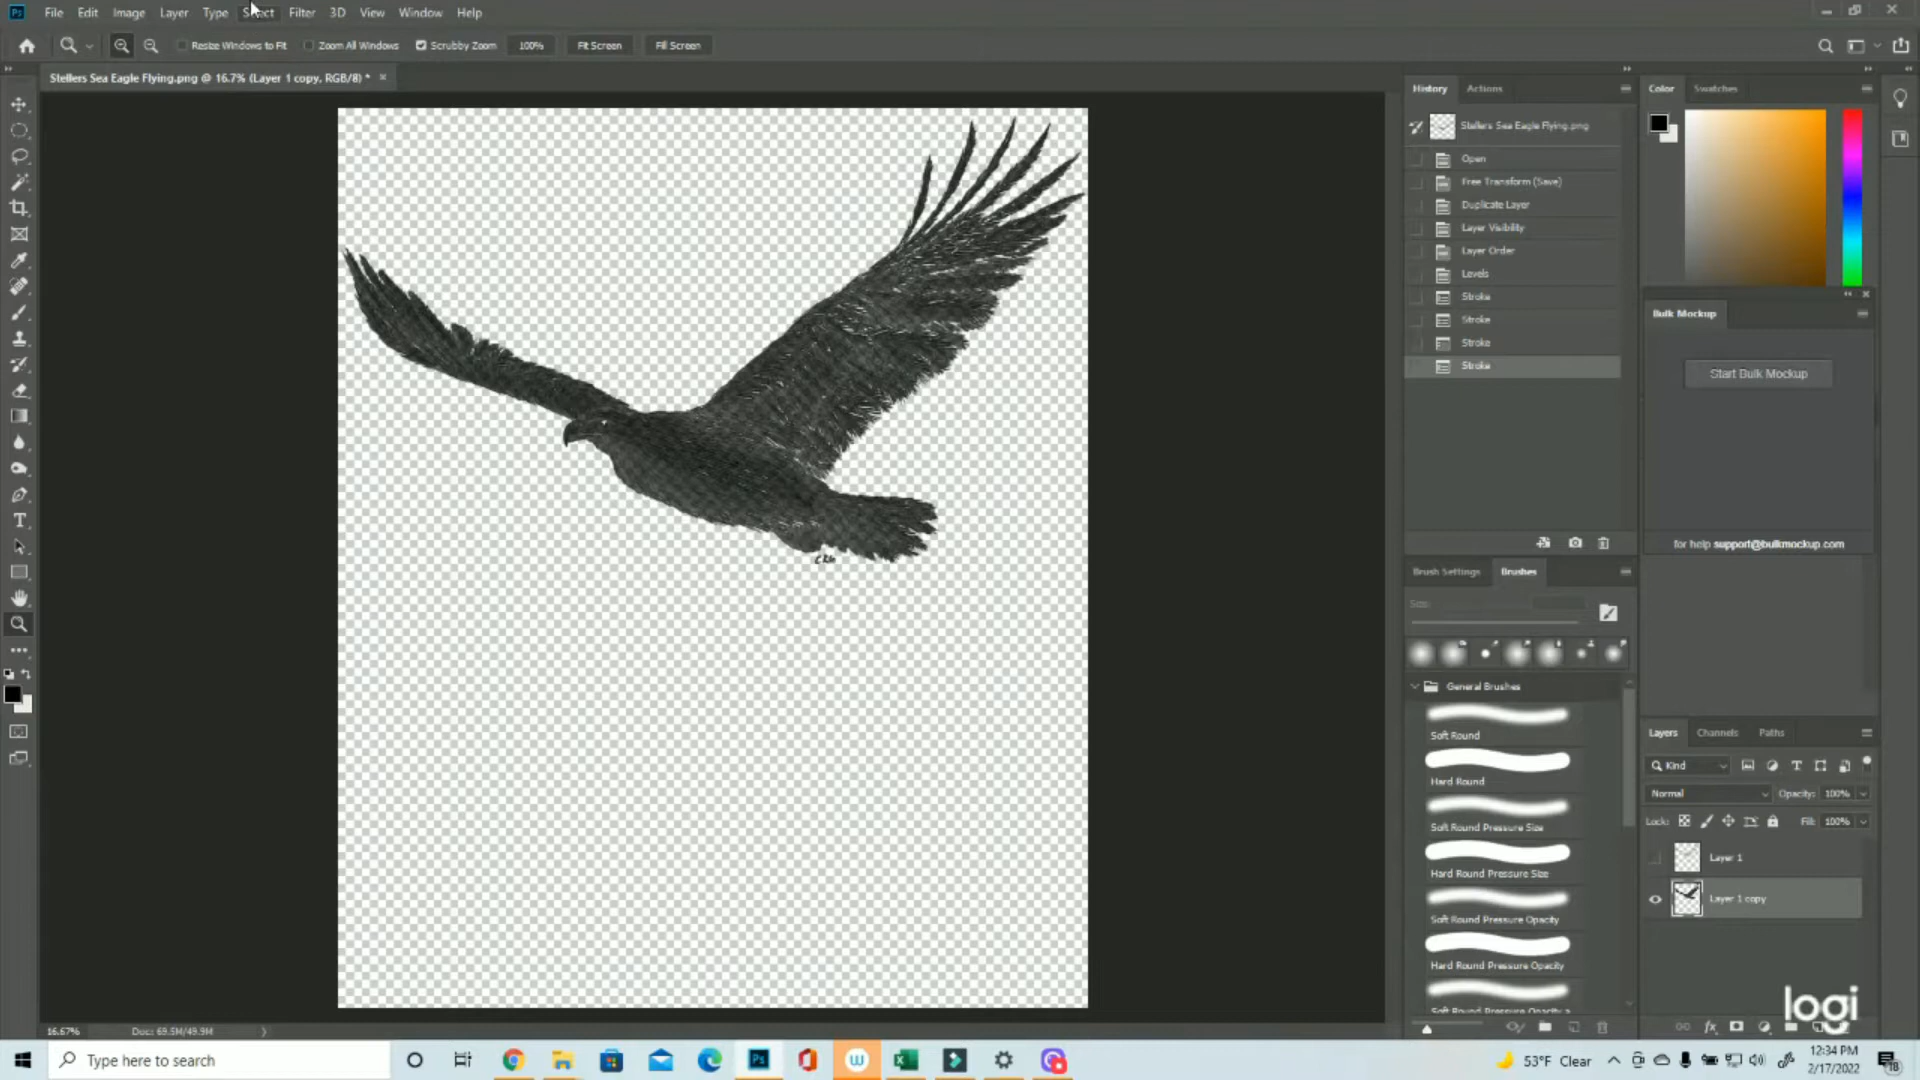 Ps File Edit Image Layer Type Select Filter 3D View Window Help
Resize Windows to Fit Zoom All Windows Scrubby Zoom 100% Fit Screen Fill Screen
Stellers Sea Eagle Flying.png @ 16.7% (Layer 1 copy, RGB/8) *
History Actions
Stellers Sea Eagle Flying.png
Open
Free Transform (Save)
Duplicate Layer
Layer Visibility
Layer Order
Levels
Stroke
Stroke
Stroke
Stroke
Color Swatches
Bulk Mockup
Start Bulk Mockup
for help support@bulkmockup.com
Brush Settings Brushes
Size:
General Brushes
Soft Round
Hard Round
Soft Round Pressure Size
Hard Round Pressure Size
Soft Round Pressure Opacity
Hard Round Pressure Opacity
Layers Channels Paths
Kind
Normal Opacity: 100%
Lock: Fill: 100%
Layer 1
Layer 1 copy
fx
logi
16.67% Doc: 69.5M/49.9M
Type here to search
53°F Clear
12:34 PM
2/17/2022
18